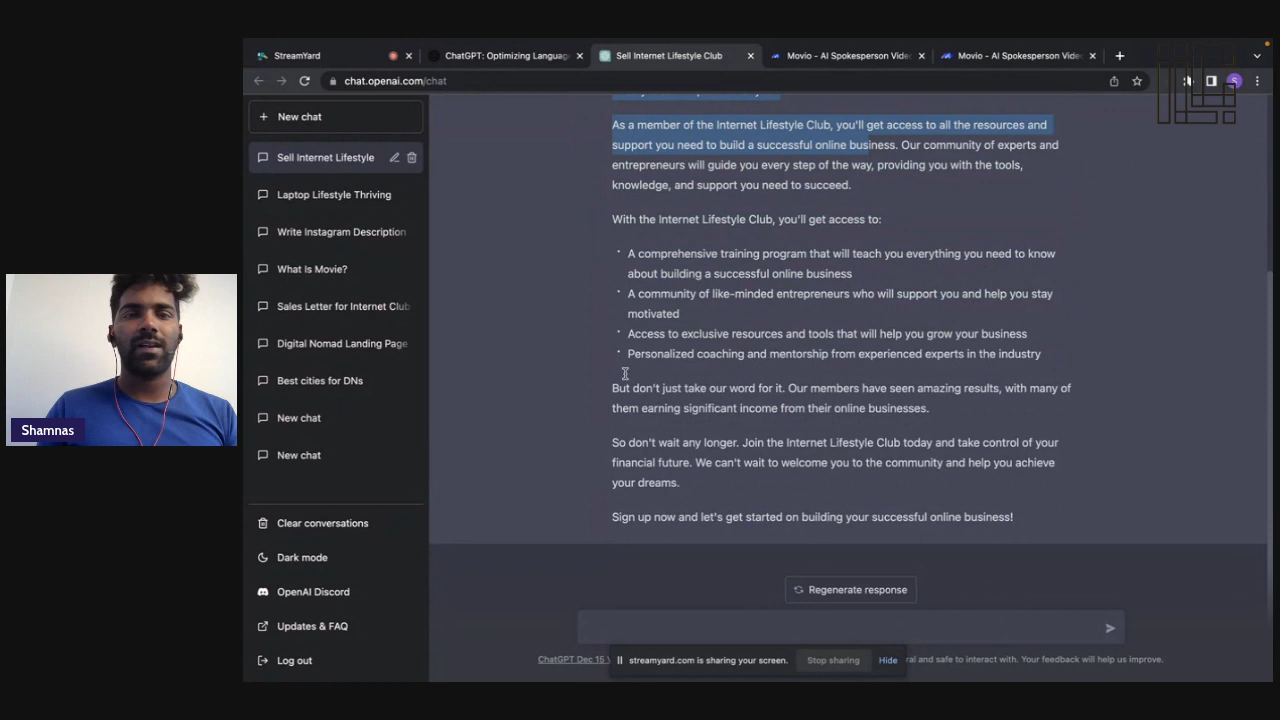 StreamYard
ChatGPT: Optimizing Languag
Sell Internet Lifestyle Club
Movio - AI Spokesperson Video
Movio - AI Spokesperson Video
chat.openai.com/chat
New chat
Sell Internet Lifestyle
Laptop Lifestyle Thriving
Write Instagram Description
What Is Movie?
Sales Letter for Internet Club
Digital Nomad Landing Page
Best cities for DNs
New chat
New chat
Clear conversations
Dark mode
OpenAI Discord
Updates & FAQ
Log out
Shamnas
As a member of the Internet Lifestyle Club, you'll get access to all the resources and
support you need to build a successful online business. Our community of experts and
entrepreneurs will guide you every step of the way, providing you with the tools,
knowledge, and support you need to succeed.
With the Internet Lifestyle Club, you'll get access to:
A comprehensive training program that will teach you everything you need to know
about building a successful online business
A community of like-minded entrepreneurs who will support you and help you stay
motivated
Access to exclusive resources and tools that will help you grow your business
Personalized coaching and mentorship from experienced experts in the industry
But don't just take our word for it. Our members have seen amazing results, with many of
them earning significant income from their online businesses.
So don't wait any longer. Join the Internet Lifestyle Club today and take control of your
financial future. We can't wait to welcome you to the community and help you achieve
your dreams.
Sign up now and let's get started on building your successful online business!
Regenerate response
streamyard.com is sharing your screen.
Stop sharing
Hide
ChatGPT Dec 15
ral and safe to interact with. Your feedback will help us improve.